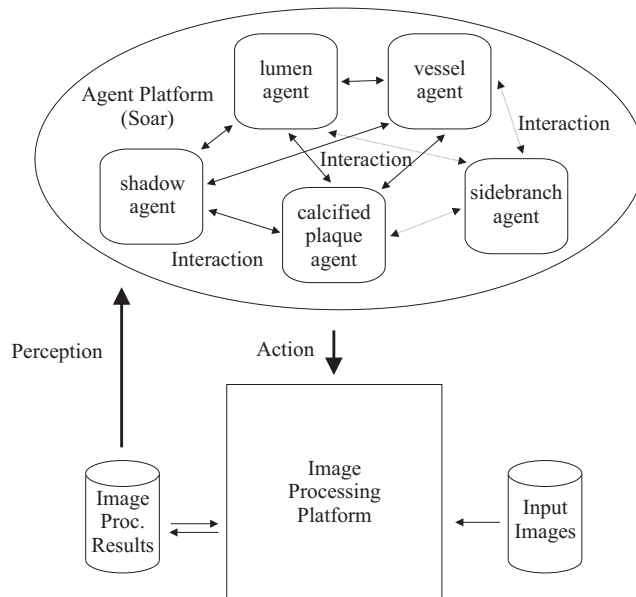 lumen
agent
vessel
agent
Agent Platform
(Soar)
Interaction
Interaction
shadow
agent
calcified
plaque
agent
sidebranch
agent
Interaction
Perception
Action
Image
Processing
Platform
Image
Proc.
Results
Input
Images